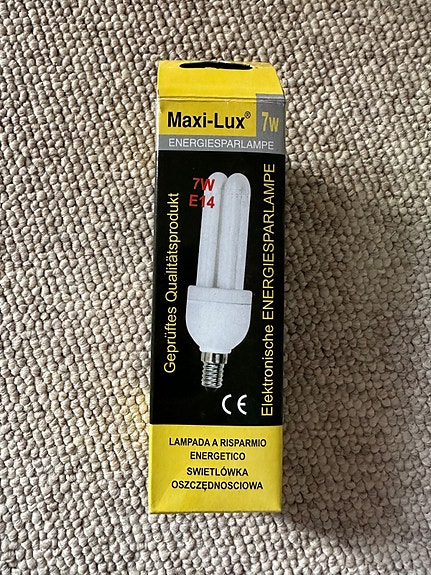 Maxi-Lux®
7W
ENERGIESPARLAMPE
7W
E14
Geprüftes Qualitätsprodukt
Elektronische ENERGIESPARLAMPE
CE
LAMPADA A RISPARMIO
ENERGETICO
SWIETLÓWKA
OSZCZĘDNOSCIOWA